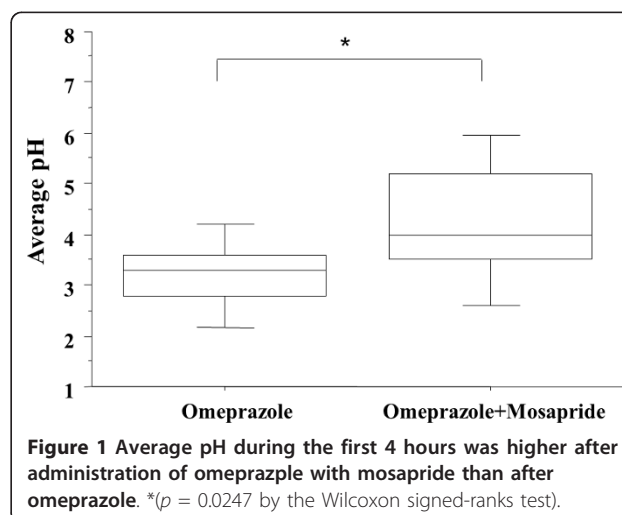 8
*
7
6
5
4
3
2
1
Average pH
Omeprazole Omeprazole+Mosapride
Figure 1 Average pH during the first 4 hours was higher after
administration of omeprazple with mosapride than after
omeprazole. *(p = 0.0247 by the Wilcoxon signed-ranks test).